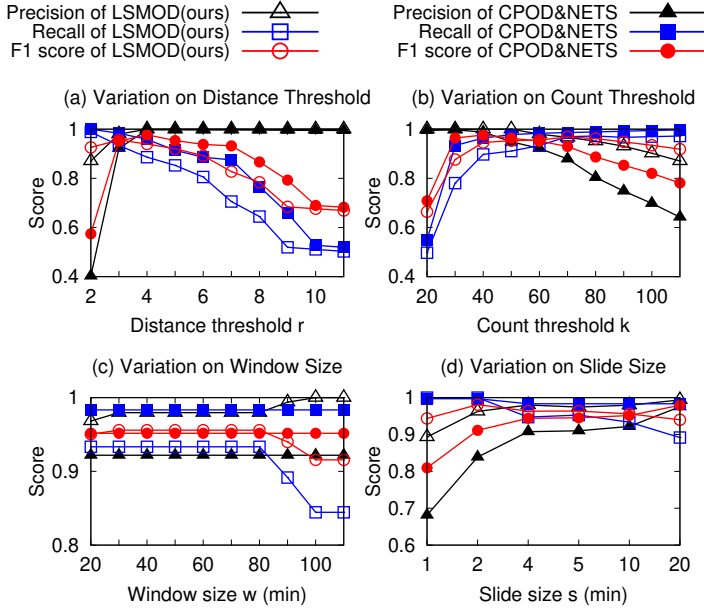 Precision of LSMOD(ours) Precision of CPOD&NETS
Recall of LSMOD(ours) Recall of CPOD&NETS
F1 score of LSMOD(ours) F1 score of CPOD&NETS
(a) Variation on Distance Threshold
1
0.8
0.6
0.4
Score
2 4 6 8 10
Distance threshold r
(b) Variation on Count Threshold
1
0.8
0.6
0.4
Score
20 40 60 80 100
Count threshold k
(c) Variation on Window Size
1
0.9
0.8
Score
20 40 60 80 100
Window size w (min)
(d) Variation on Slide Size
1
0.9
0.8
0.7
0.6
Score
1 2 4 5 10 20
Slide size s (min)